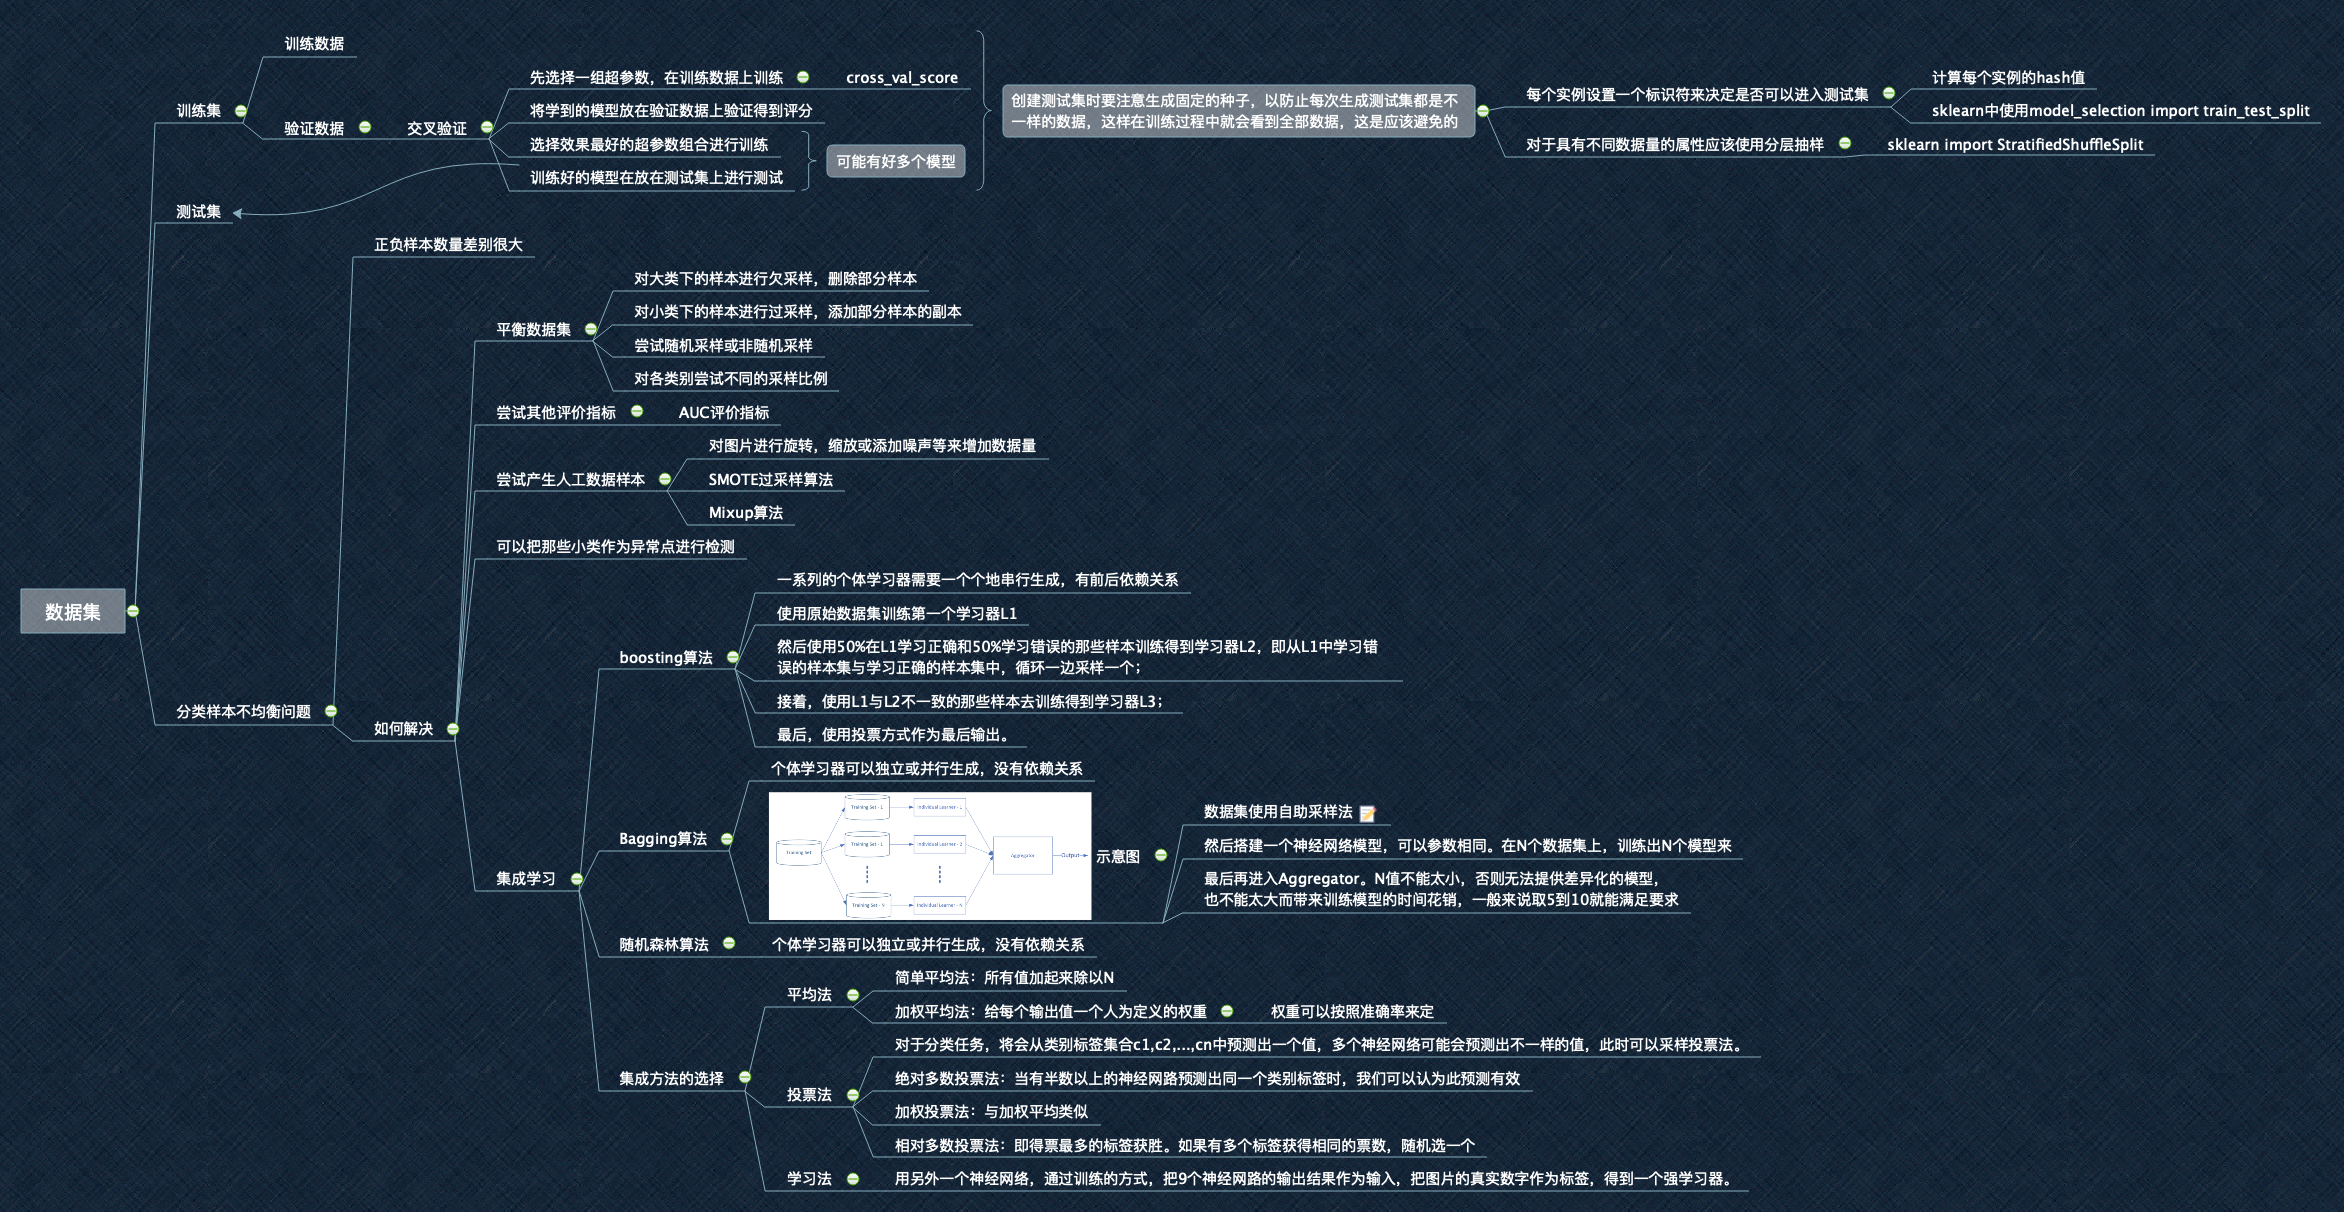 数据集
训练集
训练数据
验证数据
交叉验证
先选择一组超参数，在训练数据上训练
cross_val_score
将学到的模型放在验证数据上验证得到评分
选择效果最好的超参数组合进行训练
训练好的模型在放在测试集上进行测试
可能有好多个模型
创建测试集时要注意生成固定的种子，以防止每次生成测试集都是不
一样的数据，这样在训练过程中就会看到全部数据，这是应该避免的
每个实例设置一个标识符来决定是否可以进入测试集
计算每个实例的hash值
sklearn中使用model_selection import train_test_split
对于具有不同数据量的属性应该使用分层抽样
sklearn import StratifiedShuffleSplit
测试集
分类样本不均衡问题
正负样本数量差别很大
如何解决
平衡数据集
对大类下的样本进行欠采样，删除部分样本
对小类下的样本进行过采样，添加部分样本的副本
尝试随机采样或非随机采样
对各类别尝试不同的采样比例
尝试其他评价指标
AUC评价指标
尝试产生人工数据样本
对图片进行旋转，缩放或添加噪声等来增加数据量
SMOTE过采样算法
Mixup算法
可以把那些小类作为异常点进行检测
集成学习
boosting算法
一系列的个体学习器需要一个个地串行生成，有前后依赖关系
使用原始数据集训练第一个学习器L1
然后使用50%在L1学习正确和50%学习错误的那些样本训练得到学习器L2，即从L1中学习错
误的样本集与学习正确的样本集中，循环一边采样一个；
接着，使用L1与L2不一致的那些样本去训练得到学习器L3；
最后，使用投票方式作为最后输出。
Bagging算法
个体学习器可以独立或并行生成，没有依赖关系
Training Set
Training Set - 1
Individual Learner - 1
Training Set - 1
Individual Learner - 2
Training Set - N
Individual Learner - N
Aggregator
Output
示意图
数据集使用自助采样法
然后搭建一个神经网络模型，可以参数相同。在N个数据集上，训练出N个模型来
最后再进入Aggregator。N值不能太小，否则无法提供差异化的模型，
也不能太大而带来训练模型的时间花销，一般来说取5到10就能满足要求
随机森林算法
个体学习器可以独立或并行生成，没有依赖关系
集成方法的选择
平均法
简单平均法：所有值加起来除以N
加权平均法：给每个输出值一个人为定义的权重
权重可以按照准确率来定
投票法
对于分类任务，将会从类别标签集合c1,c2,...,cn中预测出一个值，多个神经网络可能会预测出不一样的值，此时可以采样投票法。
绝对多数投票法：当有半数以上的神经网路预测出同一个类别标签时，我们可以认为此预测有效
加权投票法：与加权平均类似
相对多数投票法：即得票最多的标签获胜。如果有多个标签获得相同的票数，随机选一个
学习法
用另外一个神经网络，通过训练的方式，把9个神经网路的输出结果作为输入，把图片的真实数字作为标签，得到一个强学习器。